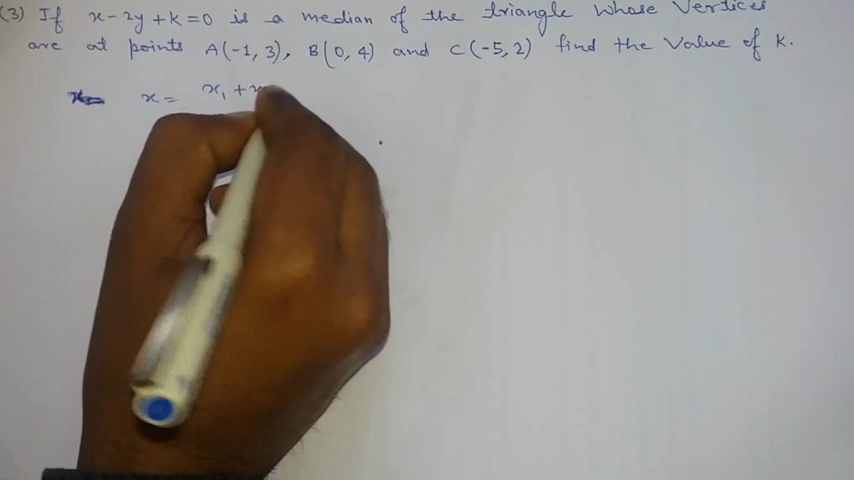 (3) If x-2y+k=0 is a median of the triangle whose vertices
are at points A(-1,3), B(0,4) and C(-5,2) find the value of k.
x= x₁+x